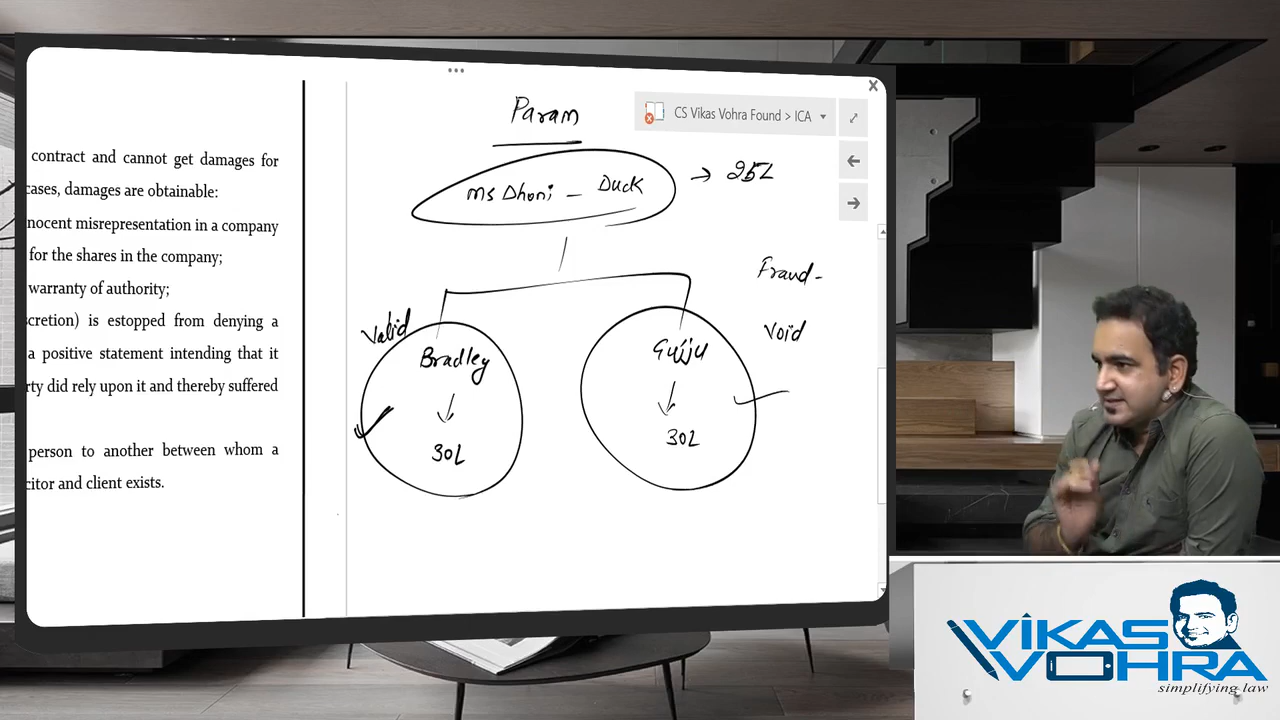 contract and cannot get damages for
cases, damages are obtainable:
nocent misrepresentation in a company
for the shares in the company;
warranty of authority;
scretion) is estopped from denying a
a positive statement intending that it
rty did rely upon it and thereby suffered
person to another between whom a
citor and client exists.
Param
CS Vikas Vohra Found > ICA
Ms Dhoni - Duck → 25L
Fraud-
Valid
Void
Bradley
↓
30L
Gujju
↓
30L
VIKAS
VOHRA
simplifying law